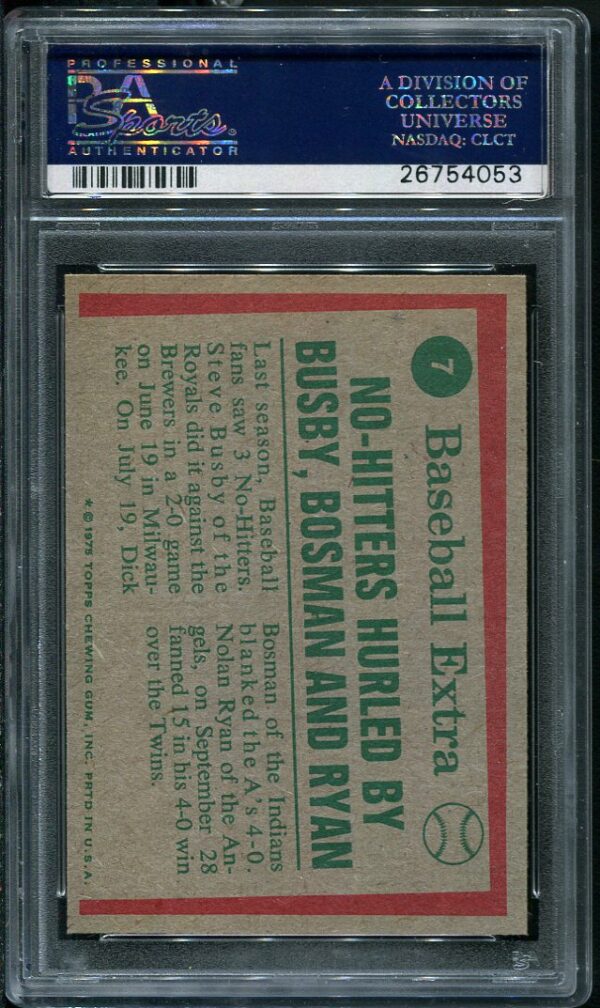 PROFESSIONAL
PSA
Sports®
AUTHENTICATOR
A DIVISION OF
COLLECTORS
UNIVERSE
NASDAQ: CLCT
26754053
7
Baseball Extra
NO-HITTERS HURLED BY
BUSBY, BOSMAN AND RYAN
Last season, Baseball
fans saw 3 No-Hitters.
Steve Busby of the
Royals did it against the
Brewers in a 2-0 game
on June 19 in Milwau-
kee. On July 19, Dick
Bosman of the Indians
blanked the A's 4-0.
Nolan Ryan of the An-
gels, on September 28
fanned 15 in his 4-0 win
over the Twins.
* © 1975 TOPPS CHEWING GUM, INC. PRTD IN U.S.A.